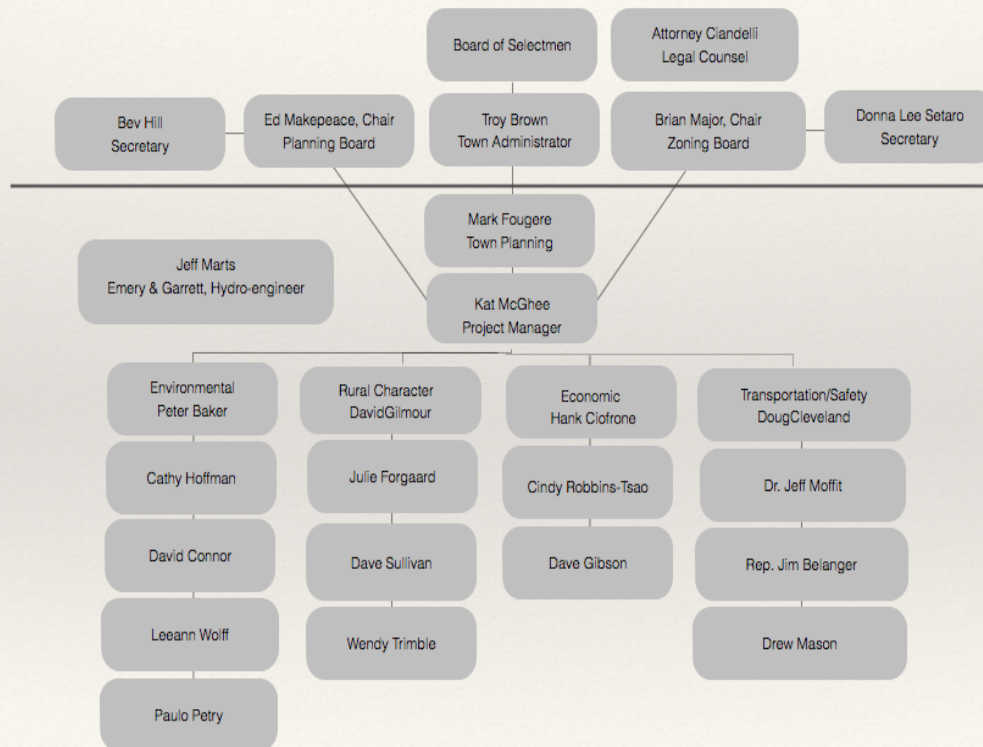 Board of Selectmen
Attorney Ciandelli
Legal Counsel
Bev Hill
Secretary
Ed Makepeace, Chair
Planning Board
Troy Brown
Town Administrator
Brian Major, Chair
Zoning Board
Donna Lee Setaro
Secretary
Mark Fougere
Town Planning
Jeff Marts
Emery & Garrett, Hydro-engineer
Kat McGhee
Project Manager
Environmental
Peter Baker
Rural Character
DavidGilmour
Economic
Hank Ciofrone
Transportation/Safety
DougCleveland
Cathy Hoffman
Julie Forgaard
Cindy Robbins-Tsao
Dr. Jeff Moffit
David Connor
Dave Sullivan
Dave Gibson
Rep. Jim Belanger
Leeann Wolff
Wendy Trimble
Drew Mason
Paulo Petry